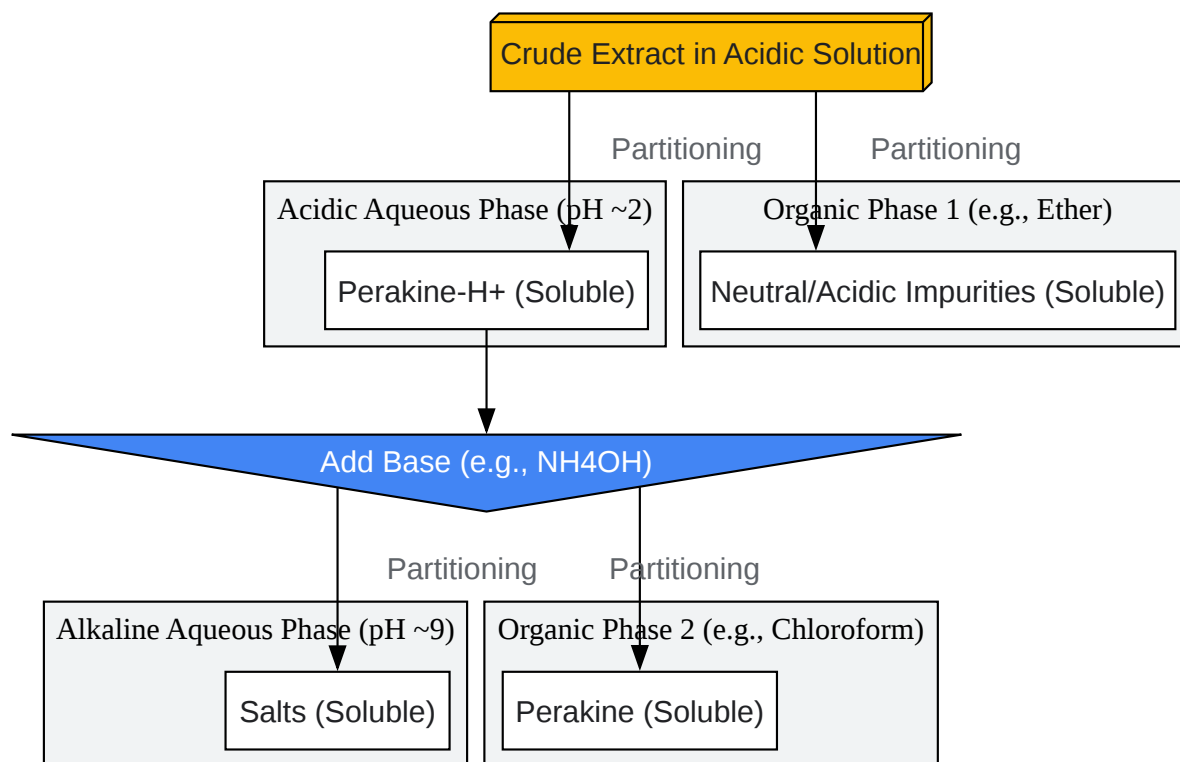 Crude Extract in Acidic Solution
Partitioning
Partitioning
Acidic Aqueous Phase (pH ~2)
Organic Phase 1 (e.g., Ether)
Perakine-H+ (Soluble)
Neutral/Acidic Impurities (Soluble)
Add Base (e.g., NH4OH)
Partitioning
Partitioning
Alkaline Aqueous Phase (pH ~9)
Organic Phase 2 (e.g., Chloroform)
Salts (Soluble)
Perakine (Soluble)